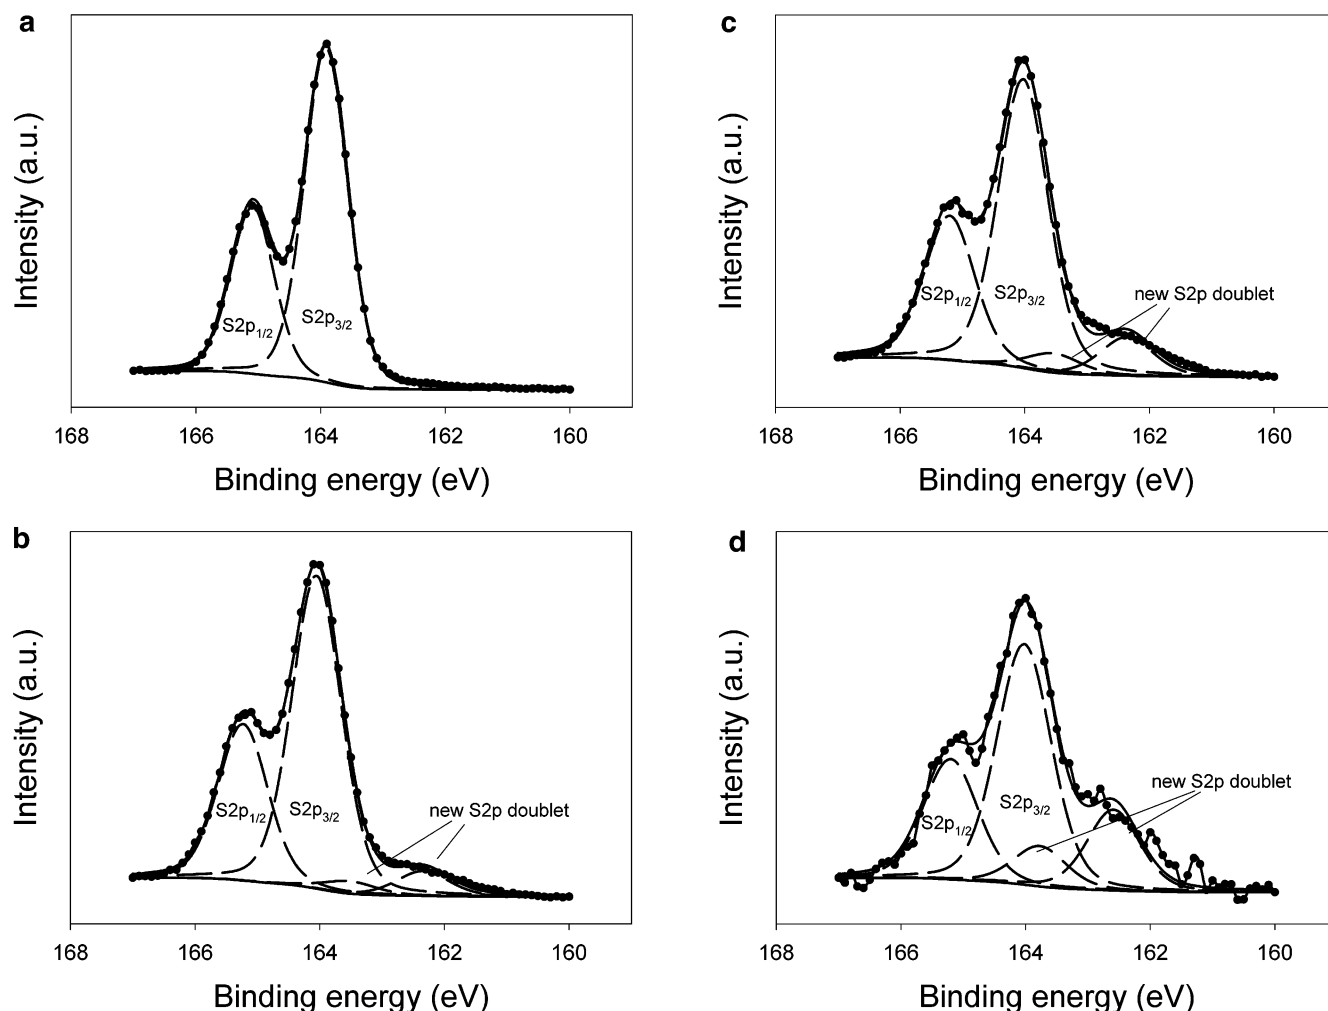 a
Intensity (a.u.)
S2p1/2
S2p3/2
168 166 164 162 160
Binding energy (eV)
c
Intensity (a.u.)
S2p1/2
S2p3/2
new S2p doublet
168 166 164 162 160
Binding energy (eV)
b
Intensity (a.u.)
S2p1/2
S2p3/2
new S2p doublet
168 166 164 162 160
Binding energy (eV)
d
Intensity (a.u.)
S2p1/2
S2p3/2
new S2p doublet
168 166 164 162 160
Binding energy (eV)